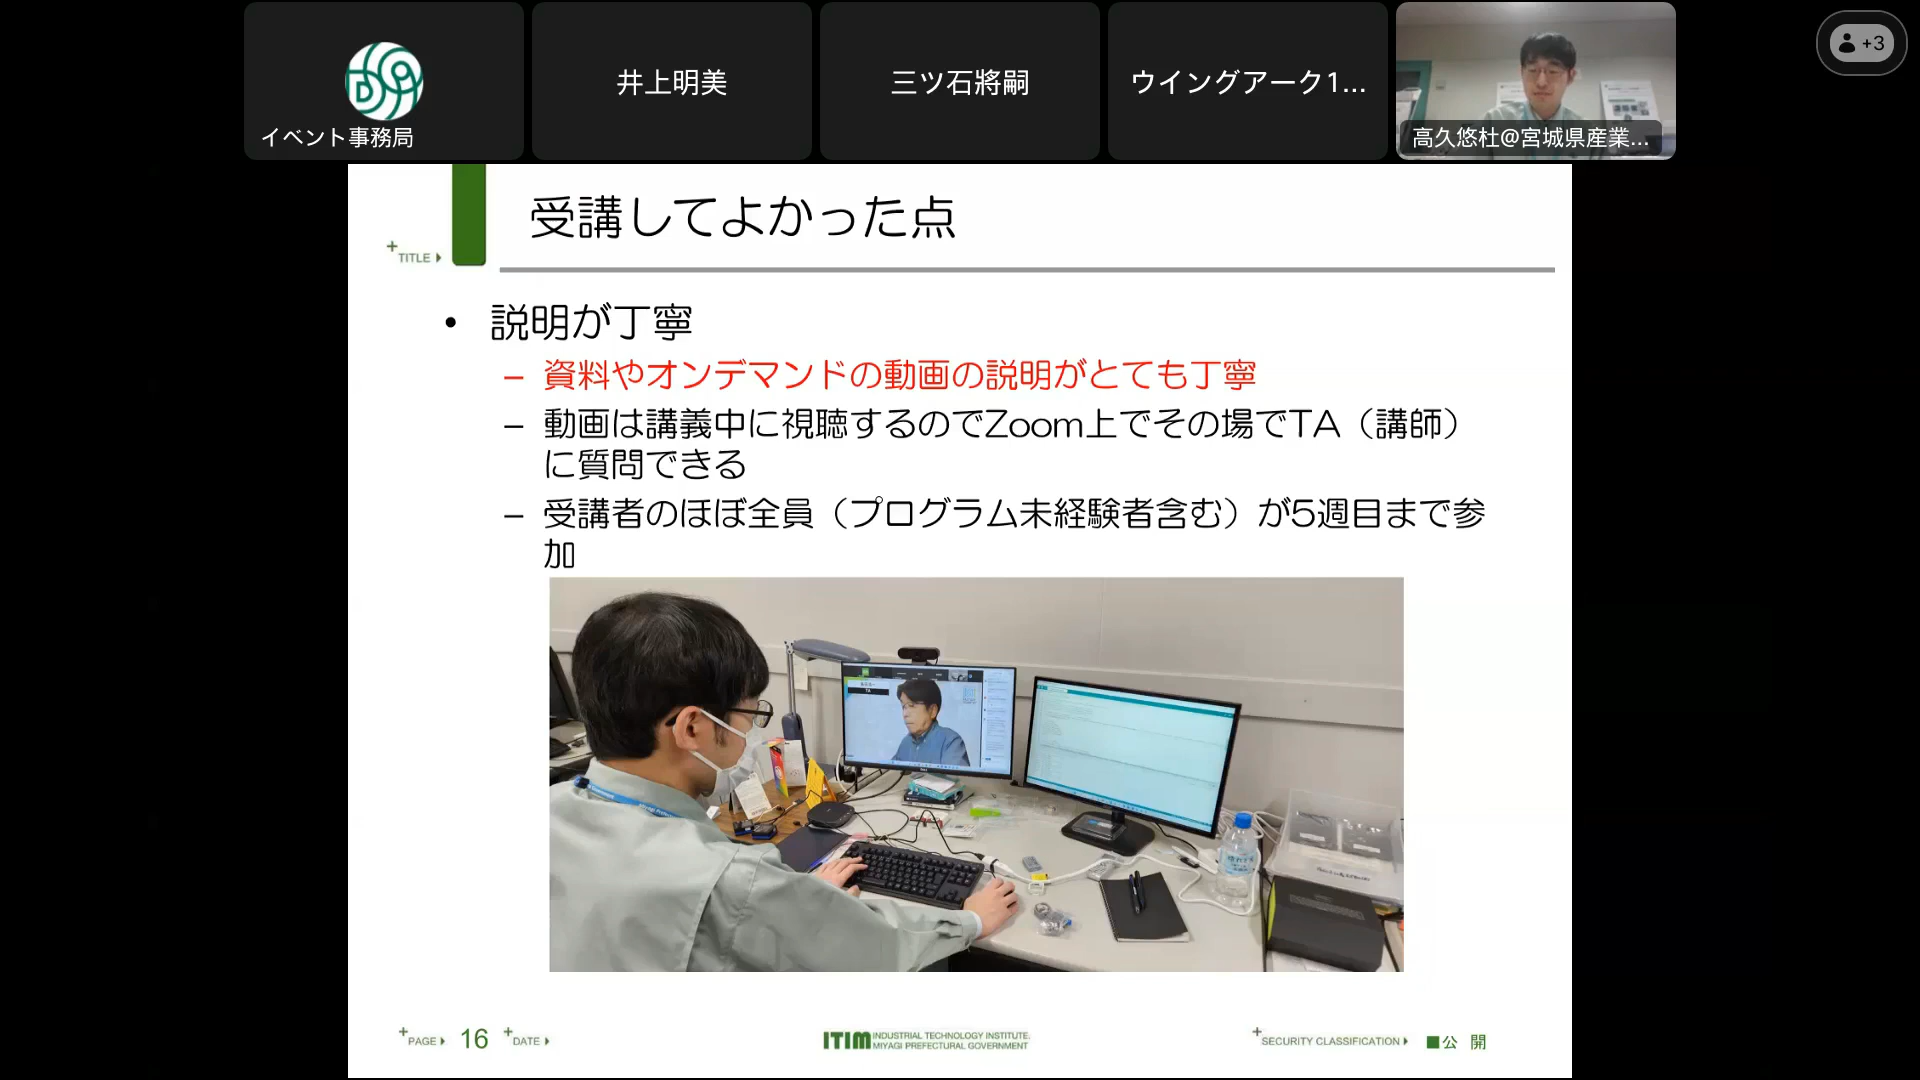 イベント事務局
井上明美
三ツ石將嗣
ウイングアーク1...
高久悠杜@宮城県産業...
+3
受講してよかった点
TITLE
• 説明が丁寧
– 資料やオンデマンドの動画の説明がとても丁寧
– 動画は講義中に視聴するのでZoom上でその場でTA（講師）
に質問できる
– 受講者のほぼ全員（プログラム未経験者含む）が5週目まで参
加
TA
PAGE 16 DATE
ITIM INDUSTRIAL TECHNOLOGY INSTITUTE.
MIYAGI PREFECTURAL GOVERNMENT
SECURITY CLASSIFICATION ■公 開